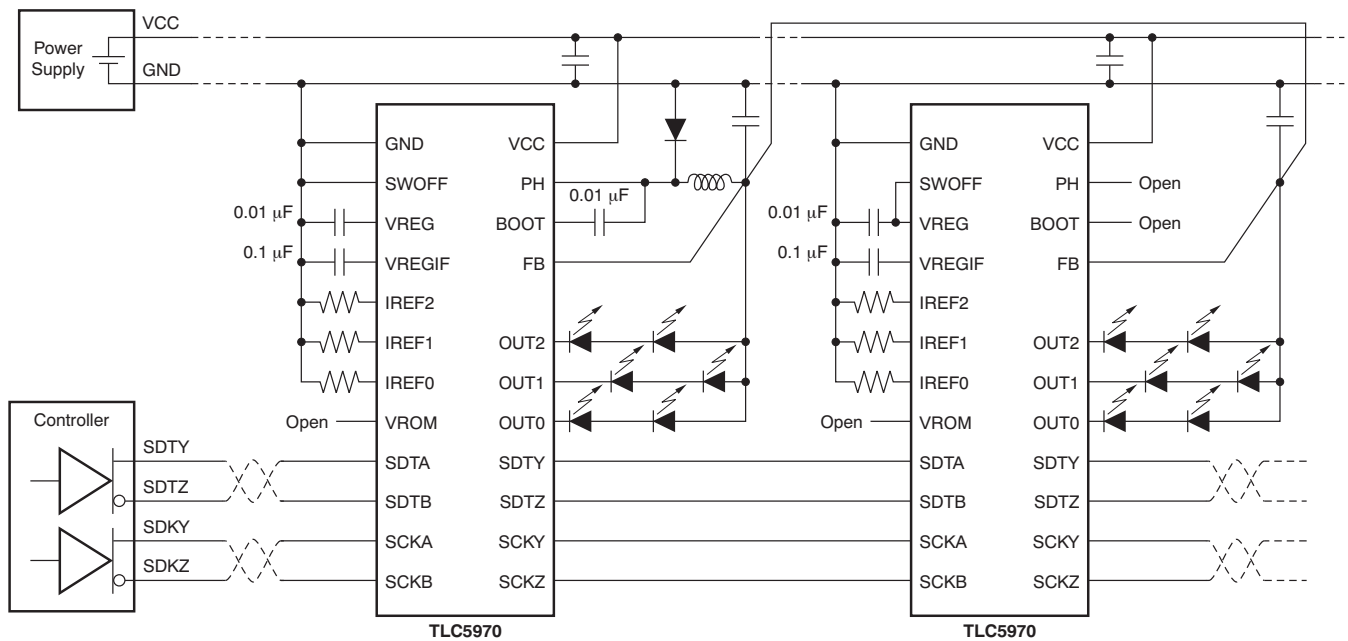 Power
Supply
VCC
GND
GND
SWOFF
VREG
VREGIF
IREF2
IREF1
IREF0
VROM
SDTA
SDTB
SCKA
SCKB
VCC
PH
BOOT
FB
OUT2
OUT1
OUT0
SDTY
SDTZ
SCKY
SCKZ
0.01 μF
0.1 μF
Open
0.01 μF
TLC5970
GND
SWOFF
VREG
VREGIF
IREF2
IREF1
IREF0
VROM
SDTA
SDTB
SCKA
SCKB
VCC
PH
BOOT
FB
OUT2
OUT1
OUT0
SDTY
SDTZ
SCKY
SCKZ
0.01 μF
0.1 μF
Open
Open
Open
TLC5970
Controller
SDTY
SDTZ
SDKY
SDKZ